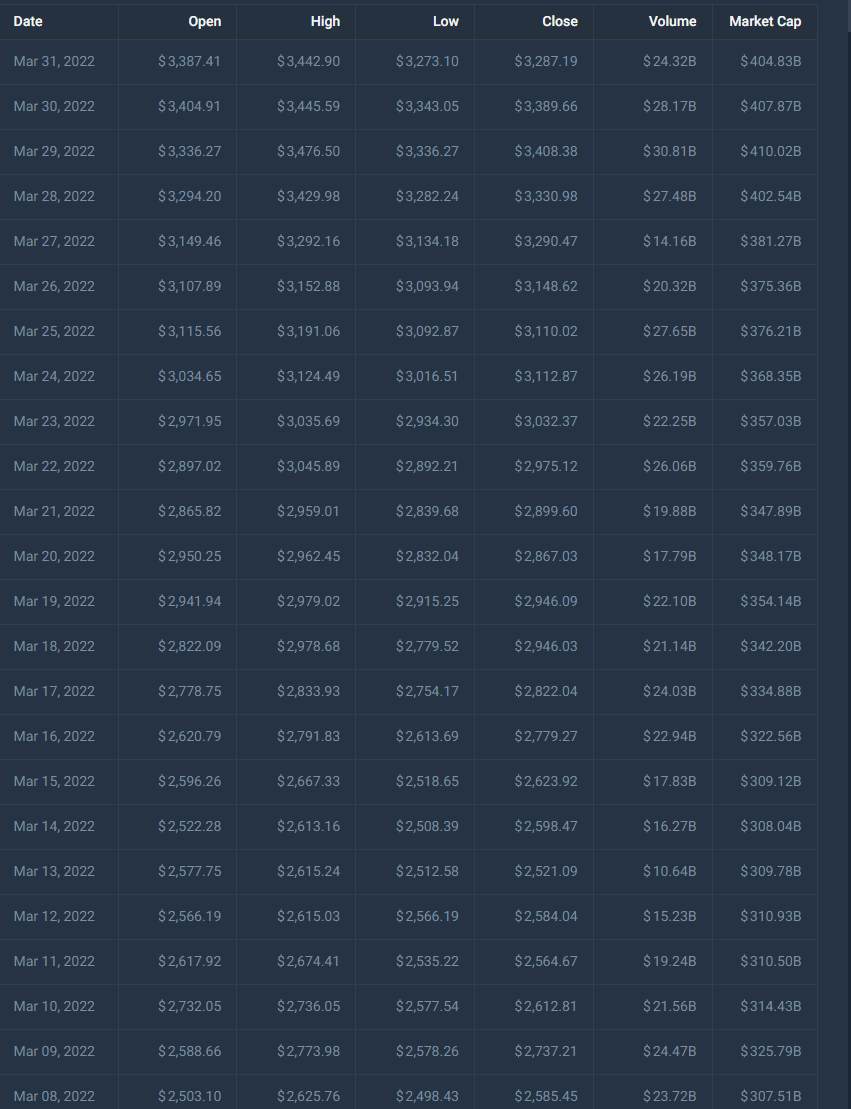 Date Open High Low Close Volume Market Cap
Mar 31, 2022 $3,387.41 $3,442.90 $3,273.10 $3,287.19 $24.32B $404.83B
Mar 30, 2022 $3,404.91 $3,445.59 $3,343.05 $3,389.66 $28.17B $407.87B
Mar 29, 2022 $3,336.27 $3,476.50 $3,336.27 $3,408.38 $30.81B $410.02B
Mar 28, 2022 $3,294.20 $3,429.98 $3,282.24 $3,330.98 $27.48B $402.54B
Mar 27, 2022 $3,149.46 $3,292.16 $3,134.18 $3,290.47 $14.16B $381.27B
Mar 26, 2022 $3,107.89 $3,152.88 $3,093.94 $3,148.62 $20.32B $375.36B
Mar 25, 2022 $3,115.56 $3,191.06 $3,092.87 $3,110.02 $27.65B $376.21B
Mar 24, 2022 $3,034.65 $3,124.49 $3,016.51 $3,112.87 $26.19B $368.35B
Mar 23, 2022 $2,971.95 $3,035.69 $2,934.30 $3,032.37 $22.25B $357.03B
Mar 22, 2022 $2,897.02 $3,045.89 $2,892.21 $2,975.12 $26.06B $359.76B
Mar 21, 2022 $2,865.82 $2,959.01 $2,839.68 $2,899.60 $19.88B $347.89B
Mar 20, 2022 $2,950.25 $2,962.45 $2,832.04 $2,867.03 $17.79B $348.17B
Mar 19, 2022 $2,941.94 $2,979.02 $2,915.25 $2,946.09 $22.10B $354.14B
Mar 18, 2022 $2,822.09 $2,978.68 $2,779.52 $2,946.03 $21.14B $342.20B
Mar 17, 2022 $2,778.75 $2,833.93 $2,754.17 $2,822.04 $24.03B $334.88B
Mar 16, 2022 $2,620.79 $2,791.83 $2,613.69 $2,779.27 $22.94B $322.56B
Mar 15, 2022 $2,596.26 $2,667.33 $2,518.65 $2,623.92 $17.83B $309.12B
Mar 14, 2022 $2,522.28 $2,613.16 $2,508.39 $2,598.47 $16.27B $308.04B
Mar 13, 2022 $2,577.75 $2,615.24 $2,512.58 $2,521.09 $10.64B $309.78B
Mar 12, 2022 $2,566.19 $2,615.03 $2,566.19 $2,584.04 $15.23B $310.93B
Mar 11, 2022 $2,617.92 $2,674.41 $2,535.22 $2,564.67 $19.24B $310.50B
Mar 10, 2022 $2,732.05 $2,736.05 $2,577.54 $2,612.81 $21.56B $314.43B
Mar 09, 2022 $2,588.66 $2,773.98 $2,578.26 $2,737.21 $24.47B $325.79B
Mar 08, 2022 $2,503.10 $2,625.76 $2,498.43 $2,585.45 $23.72B $307.51B